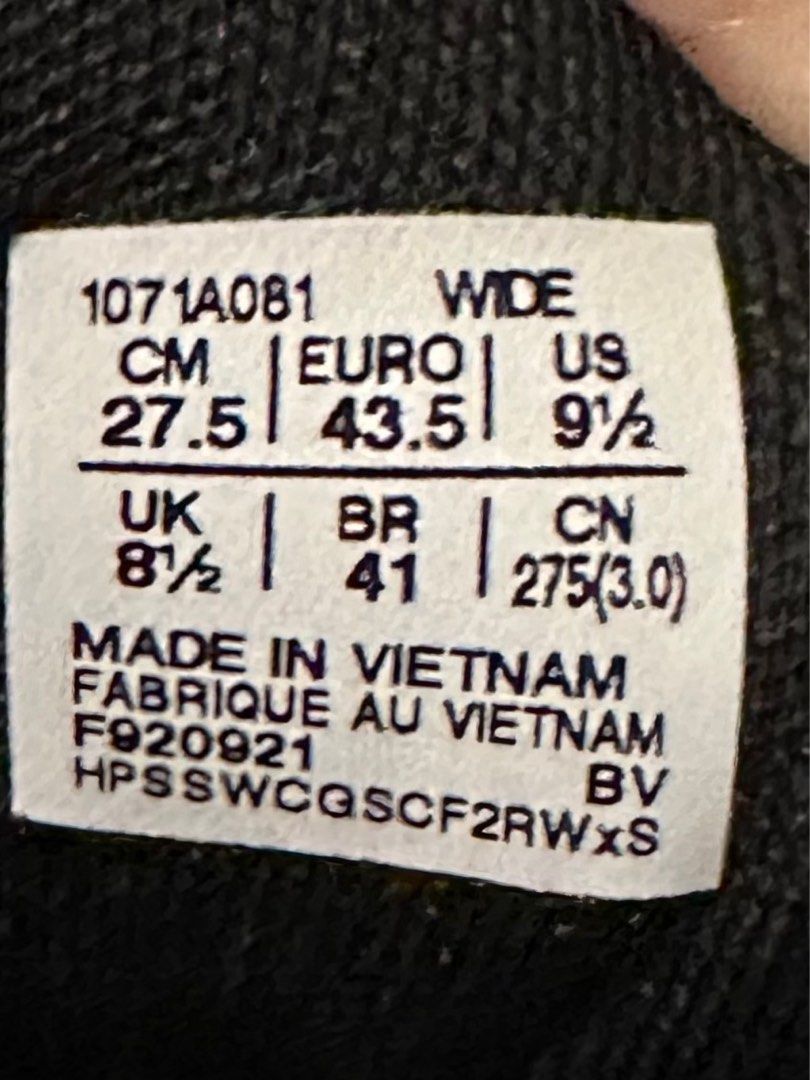 1071A081 WIDE
CM | EURO | US
27.5 | 43.5 | 9½
UK | BR | CN
8½ | 41 | 275(3.0)
MADE IN VIETNAM
FABRIQUE AU VIETNAM
F920921 BV
HPSSWCGSCF2RWxS